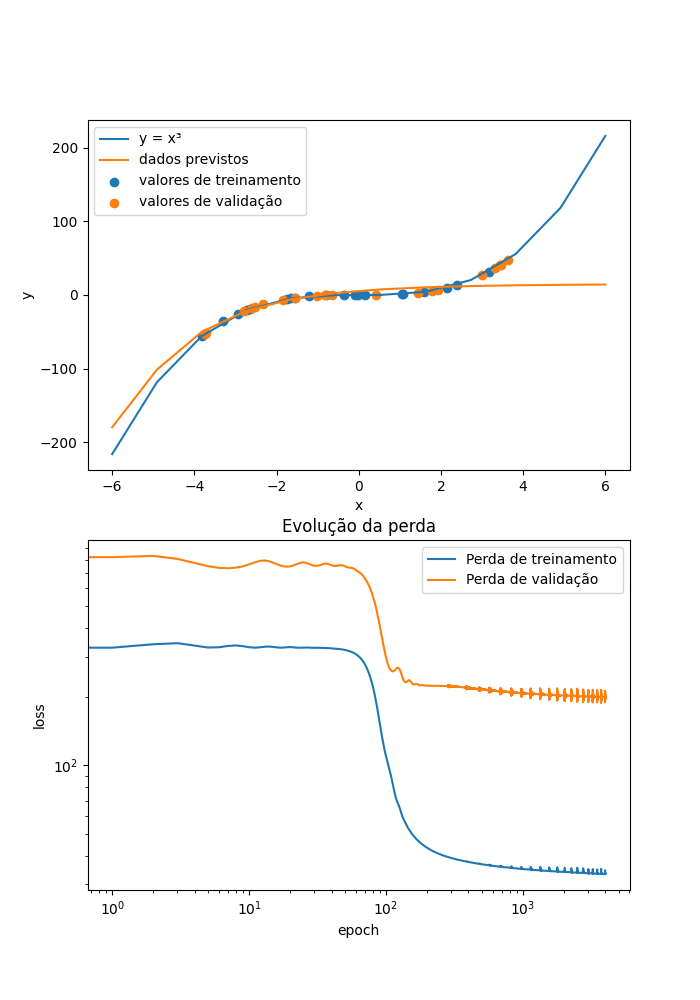 y = x³
dados previstos
valores de treinamento
valores de validação
200
100
0
−100
−200
y
−6 −4 −2 0 2 4 6
x
Evolução da perda
Perda de treinamento
Perda de validação
10²
loss
10⁰ 10¹ 10² 10³
epoch